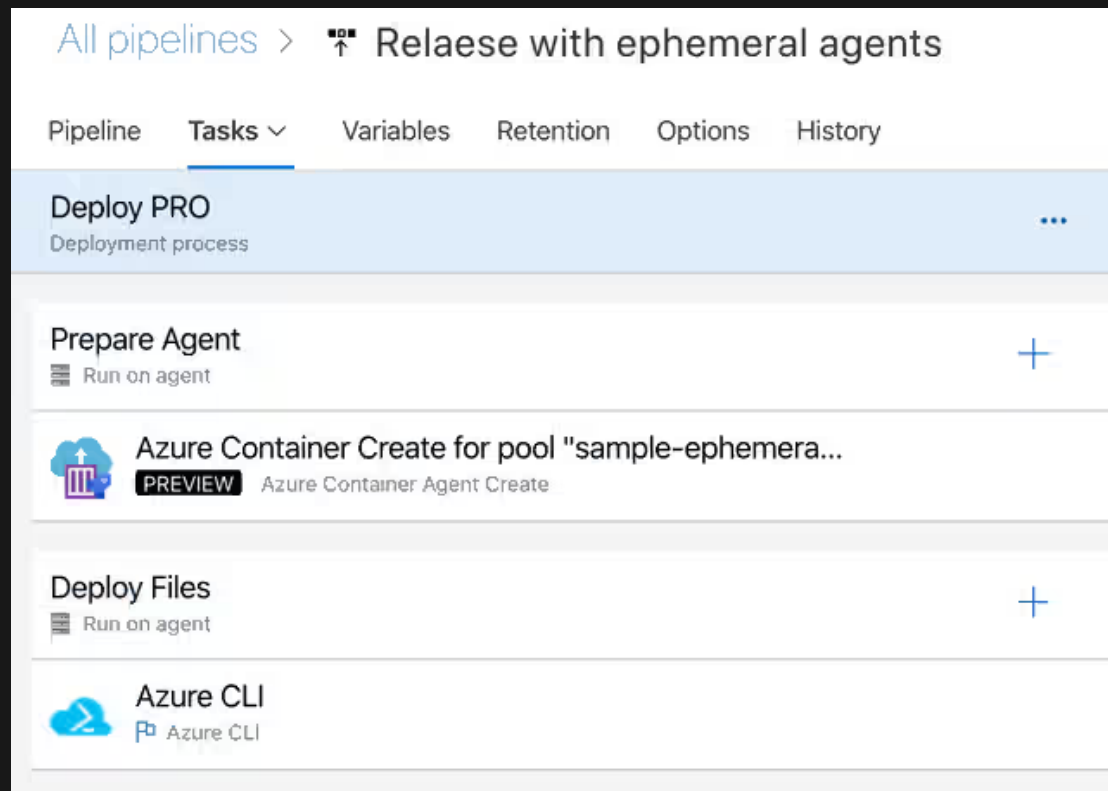 All pipelines > Relaese with ephemeral agents
Pipeline Tasks Variables Retention Options History
Deploy PRO
...
Deployment process
Prepare Agent
Run on agent
Azure Container Create for pool "sample-ephemera...
PREVIEW Azure Container Agent Create
Deploy Files
Run on agent
Azure CLI
Azure CLI